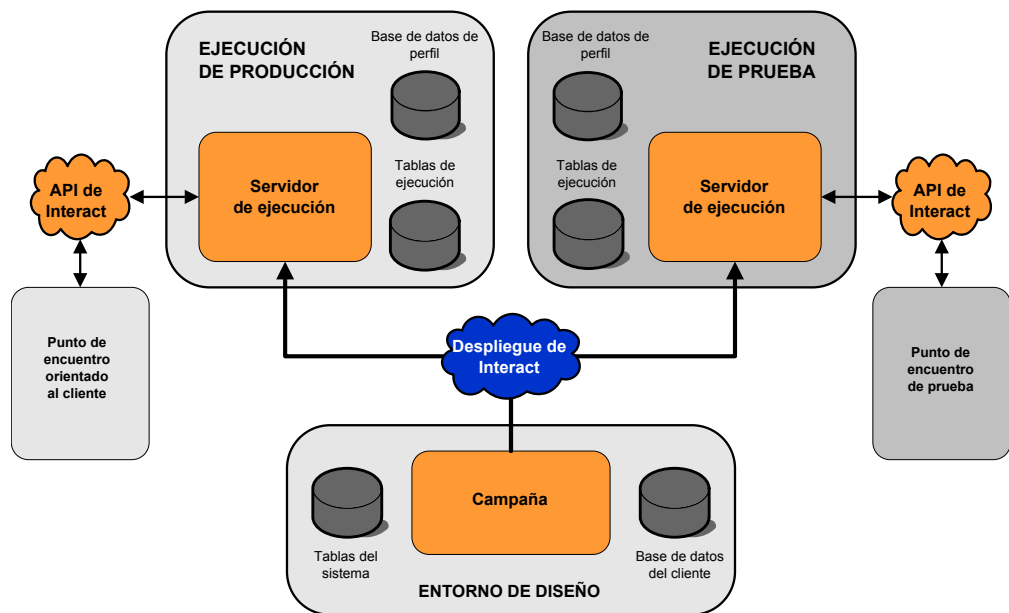 EJECUCIÓN
DE PRODUCCIÓN
Base de datos de
perfil
Tablas de
ejecución
Servidor
de ejecución
API de
Interact
Punto de
encuentro
orientado
al cliente
Base de datos de
perfil
EJECUCIÓN
DE PRUEBA
Tablas de
ejecución
Servidor
de ejecución
API de
Interact
Punto de
encuentro
de prueba
Despliegue de
Interact
Campaña
Tablas del
sistema
Base de datos
del cliente
ENTORNO DE DISEÑO